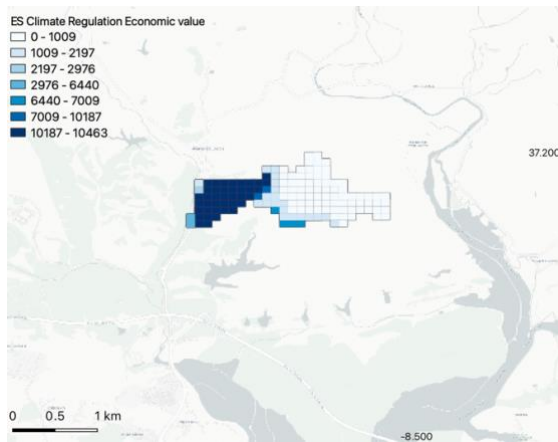 ES Climate Regulation Economic value
0 - 1009
1009 - 2197
2197 - 2976
2976 - 6440
6440 - 7009
7009 - 10187
10187 - 10463
37.200
0 0.5 1 km
-8.500